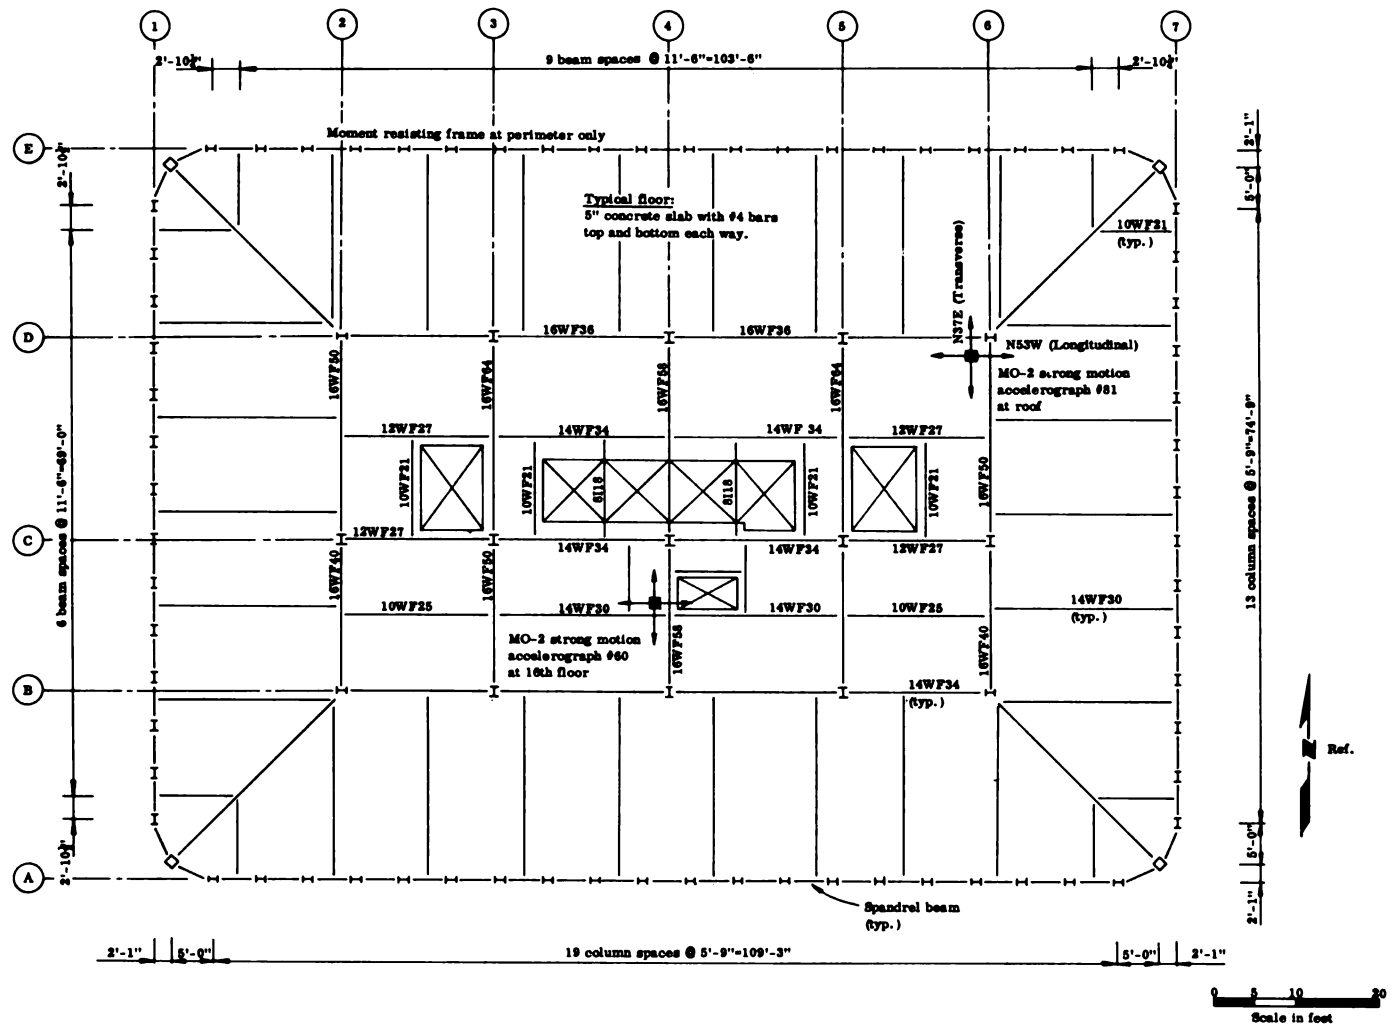 1 2 3 4 5 6 7
2'-10½" 9 beam spaces @ 11'-6"=103'-6" 2'-10½"
E
Moment resisting frame at perimeter only
2'-10½"
2'-1"
5'-0"
Typical floor:
5" concrete slab with #4 bars
top and bottom each way.
10WF21
(typ.)
N37E (Transverse)
D
16WF36 16WF36
N53W (Longitudinal)
MO-2 strong motion
accelerograph #81
at roof
16WF50 16WF64 16WF58 16WF64
12WF27 14WF34 14WF 34 12WF27
10WF21 10WF21 8I18 8I18 10WF21 10WF21 16WF50
6 beam spaces @ 11'-6"=69'-0"
13 column spaces @ 5'-9"=74'-9"
C
12WF27 14WF34 14WF34 12WF27
16WF40 16WF50
10WF25 14WF30 14WF30 10WF25
14WF30
(typ.)
MO-2 strong motion
accelerograph #60
at 16th floor
16WF58 16WF40
B
14WF34
(typ.)
N Ref.
2'-10½"
5'-0"
2'-1"
A
Spandrel beam
(typ.)
2'-1" 5'-0" 19 column spaces @ 5'-9"=109'-3" 5'-0" 2'-1"
0 5 10 20
Scale in feet